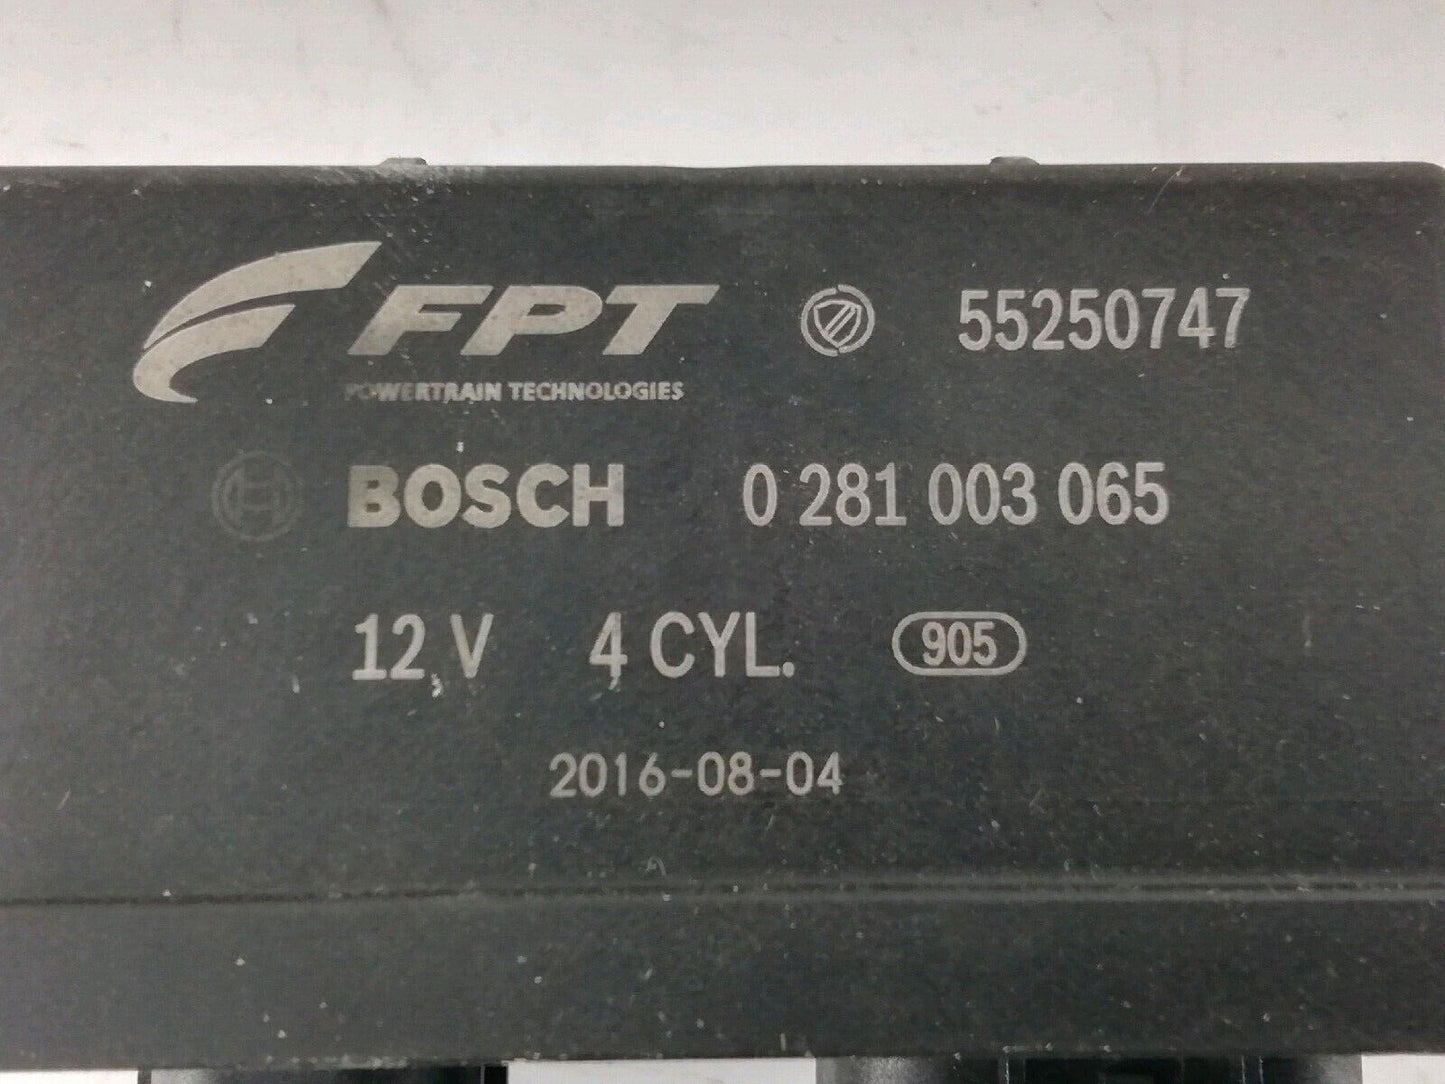 FPT 55250747
POWERTRAIN TECHNOLOGIES
BOSCH 0 281 003 065
12 V 4 CYL. 905
2016-08-04